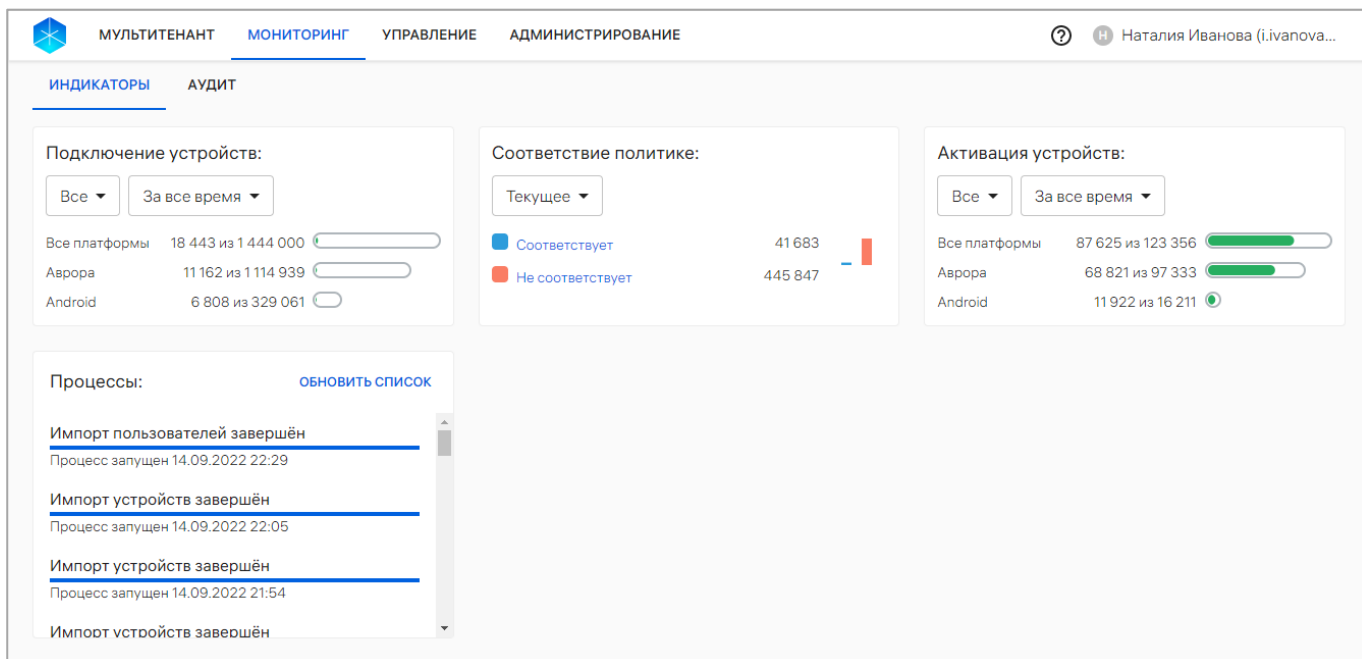 МУЛЬТИТЕНАНТ МОНИТОРИНГ УПРАВЛЕНИЕ АДМИНИСТРИРОВАНИЕ ? Н Наталия Иванова (i.ivanova...
ИНДИКАТОРЫ АУДИТ
Подключение устройств:
Все За все время
Все платформы 18 443 из 1 444 000
Аврора 11 162 из 1 114 939
Android 6 808 из 329 061
Соответствие политике:
Текущее
Соответствует 41 683
Не соответствует 445 847
Активация устройств:
Все За все время
Все платформы 87 625 из 123 356
Аврора 68 821 из 97 333
Android 11 922 из 16 211
Процессы: ОБНОВИТЬ СПИСОК
Импорт пользователей завершён
Процесс запущен 14.09.2022 22:29
Импорт устройств завершён
Процесс запущен 14.09.2022 22:05
Импорт устройств завершён
Процесс запущен 14.09.2022 21:54
Импорт устройств завершён